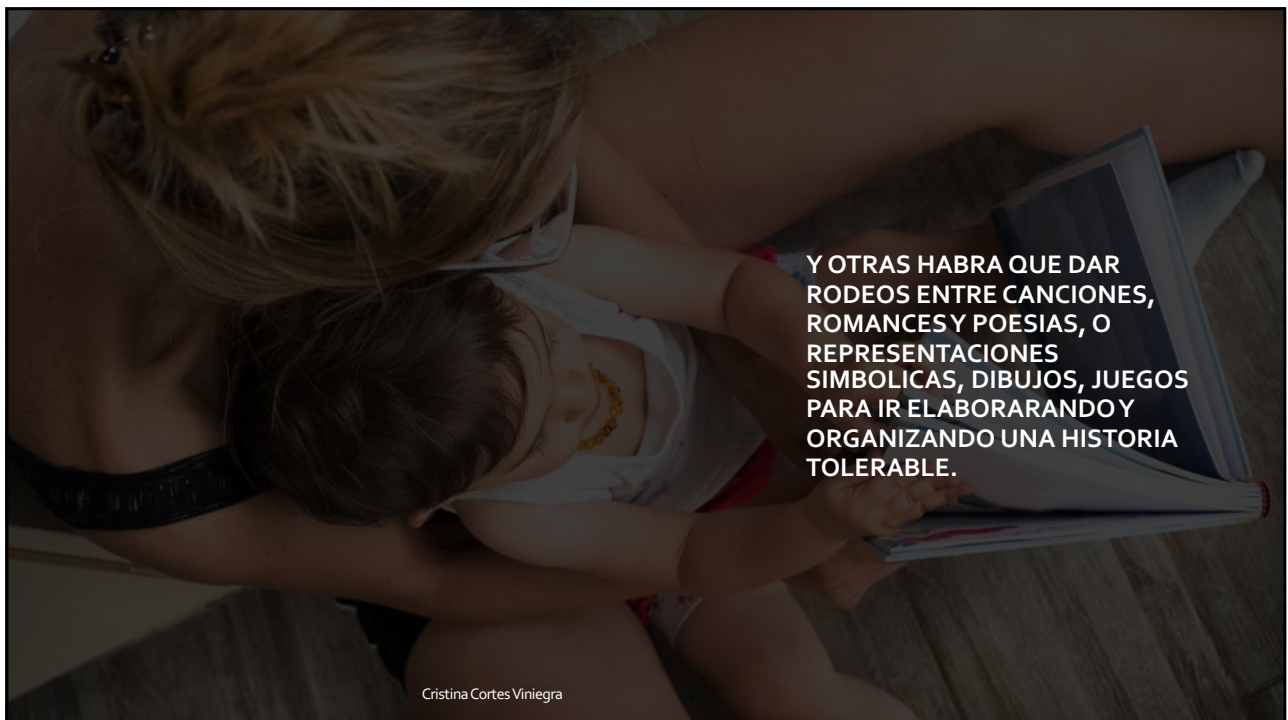 Y OTRAS HABRA QUE DAR
RODEOS ENTRE CANCIONES,
ROMANCES Y POESIAS, O
REPRESENTACIONES
SIMBOLICAS, DIBUJOS, JUEGOS
PARA IR ELABORARANDO Y
ORGANIZANDO UNA HISTORIA
TOLERABLE.
Cristina Cortes Viniegra